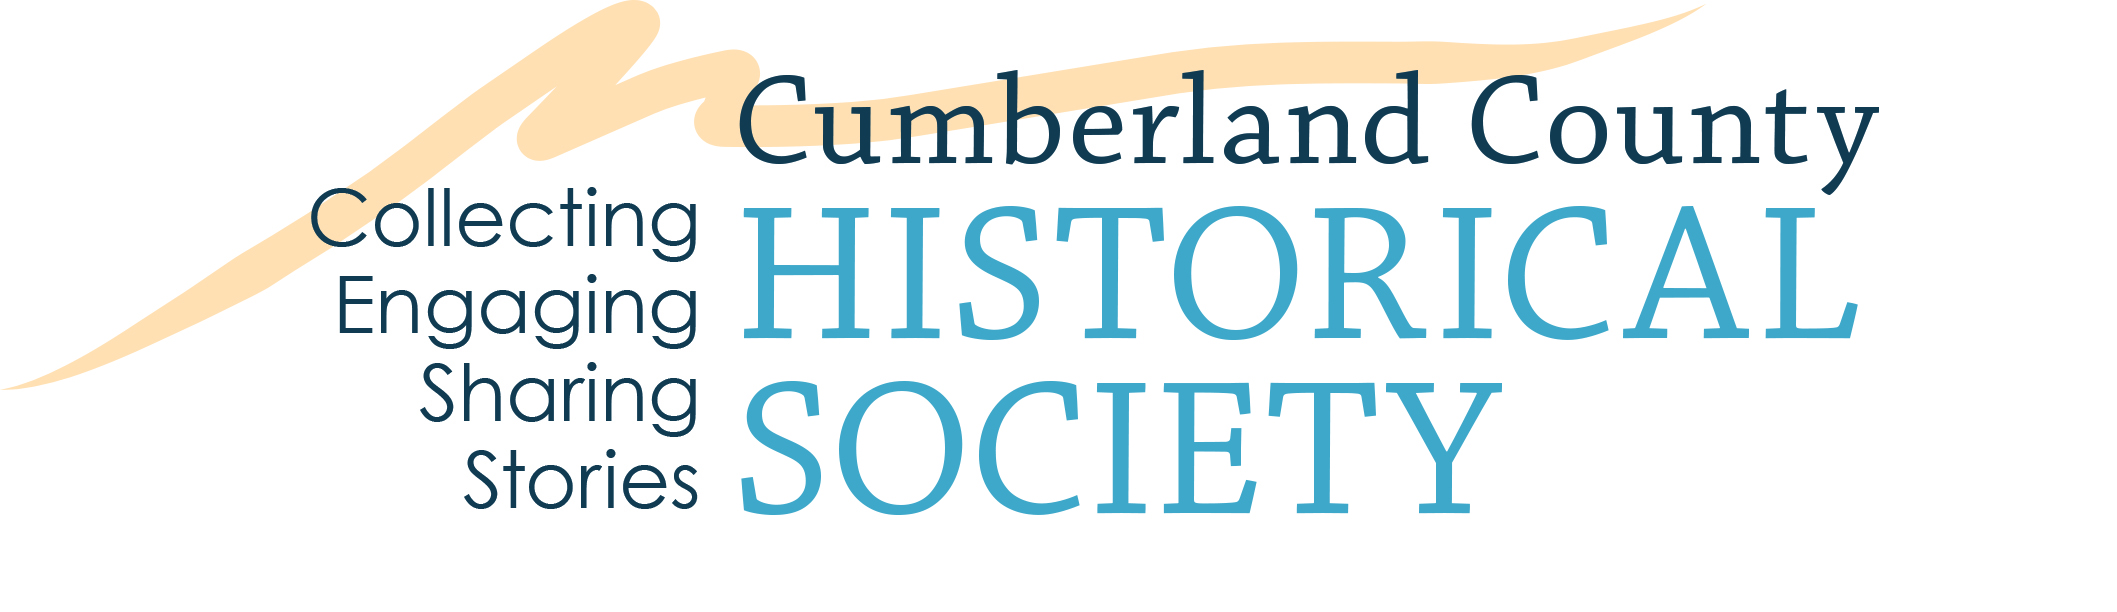 Cumberland County
HISTORICAL
SOCIETY
Collecting
Engaging
Sharing
Stories